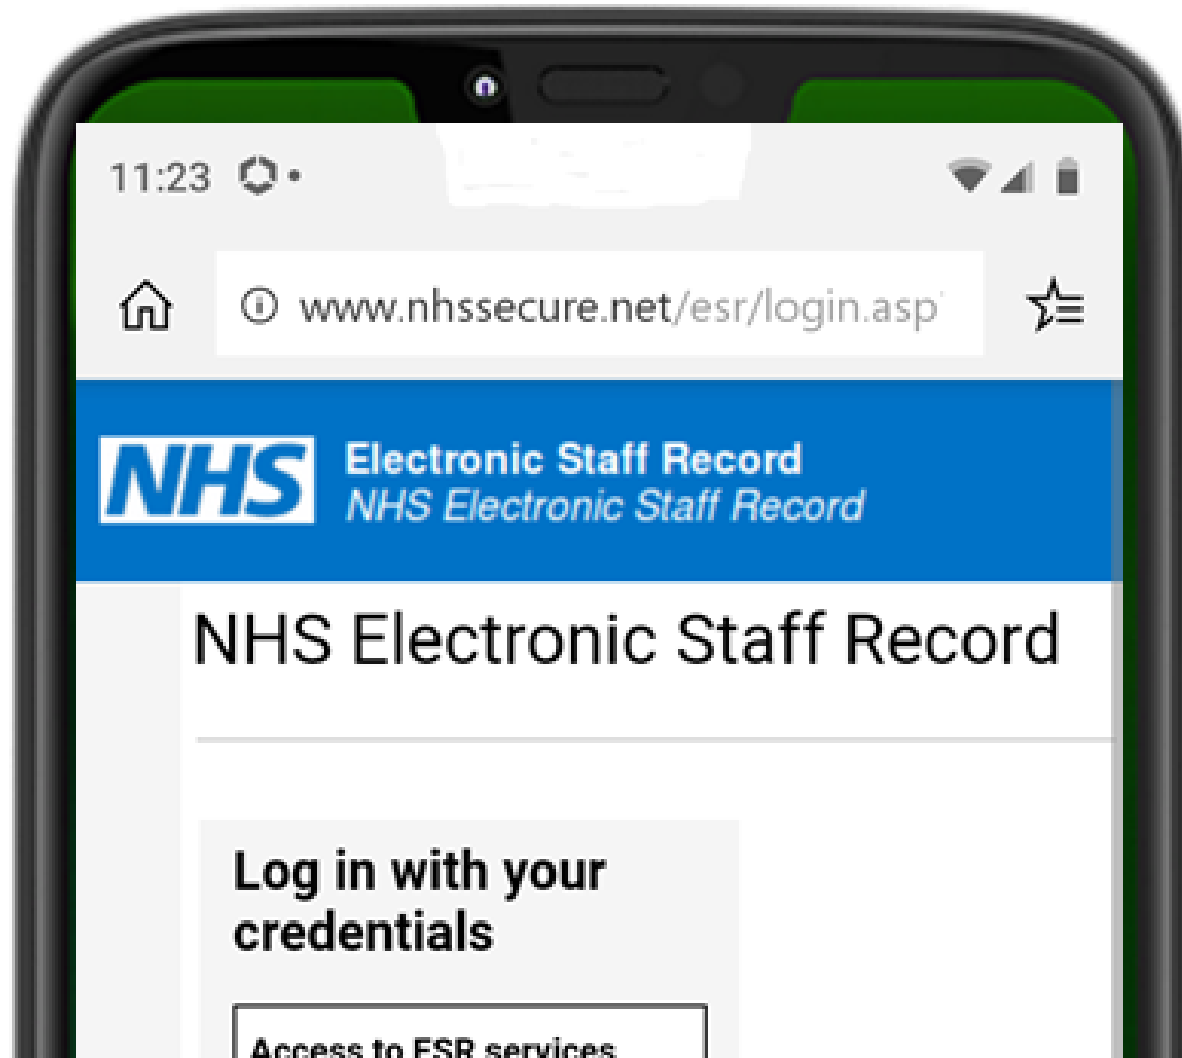 11:23
www.nhssecure.net/esr/login.asp
NHS
Electronic Staff Record
NHS Electronic Staff Record
NHS Electronic Staff Record
Log in with your
credentials
Access to ESR services